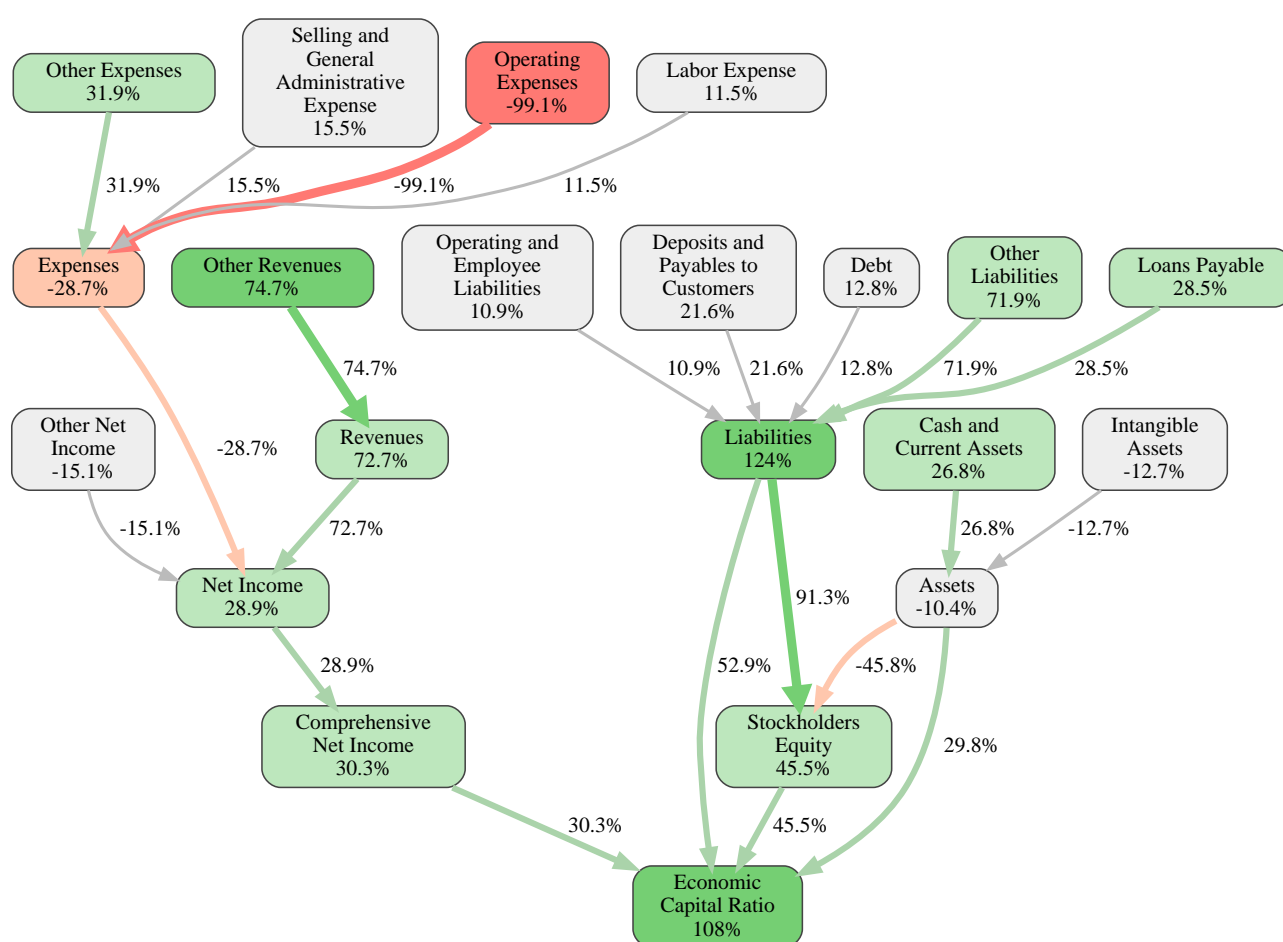 Other Expenses
31.9%
Selling and
General
Administrative
Expense
15.5%
Operating
Expenses
-99.1%
Labor Expense
11.5%
31.9%
15.5%
-99.1%
11.5%
Expenses
-28.7%
Other Revenues
74.7%
Operating and
Employee
Liabilities
10.9%
Deposits and
Payables to
Customers
21.6%
Debt
12.8%
Other
Liabilities
71.9%
Loans Payable
28.5%
74.7%
10.9%
21.6%
12.8%
71.9%
28.5%
Other Net
Income
-15.1%
-28.7%
Revenues
72.7%
Liabilities
124%
Cash and
Current Assets
26.8%
Intangible
Assets
-12.7%
-15.1%
72.7%
26.8%
-12.7%
Net Income
28.9%
91.3%
Assets
-10.4%
28.9%
52.9%
-45.8%
29.8%
Comprehensive
Net Income
30.3%
Stockholders
Equity
45.5%
30.3%
45.5%
Economic
Capital Ratio
108%